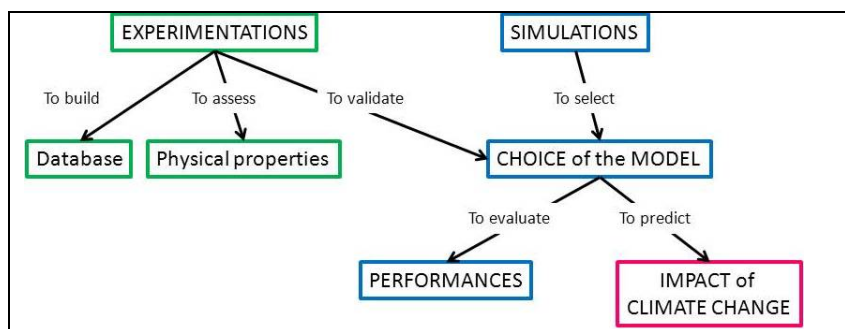 EXPERIMENTATIONS
SIMULATIONS
To build
To assess
To validate
To select
Database
Physical properties
CHOICE of the MODEL
To evaluate
To predict
PERFORMANCES
IMPACT of
CLIMATE CHANGE